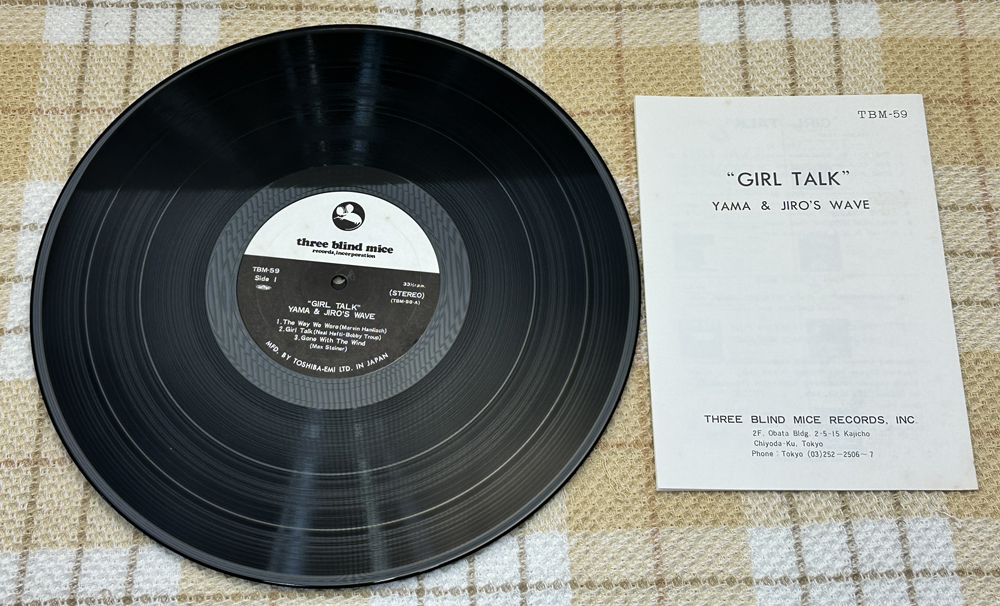 three blind mice
records, incorporation
TBM-59
Side 1
33⅓ r.p.m.
(STEREO)
(TBM-59-A)
"GIRL TALK"
YAMA & JIRO'S WAVE
1. The Way We Were (Marvin Hamlisch)
2. Girl Talk (Neal Hefti-Bobby Troup)
3. Gone With The Wind
(Max Steiner)
MFD. BY TOSHIBA-EMI LTD. IN JAPAN
TBM-59
"GIRL TALK"
YAMA & JIRO'S WAVE
THREE BLIND MICE RECORDS, INC.
2F. Obata Bldg. 2-5-15 Kajicho
Chiyoda-Ku, Tokyo
Phone : Tokyo (03)252-2506~7